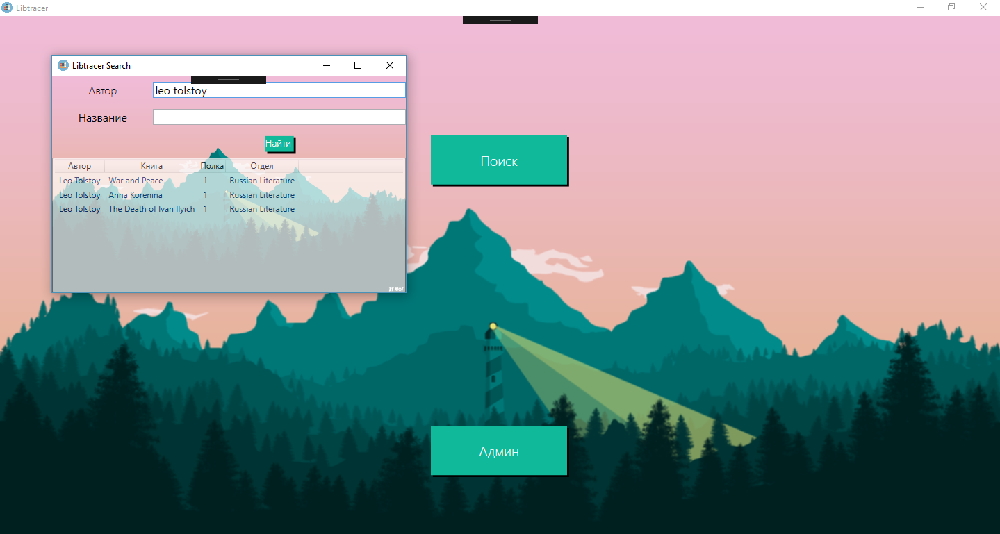 Libtracer
Libtracer Search
Автор
leo tolstoy
Название
Найти
Автор Книга Полка Отдел
Leo Tolstoy War and Peace 1 Russian Literature
Leo Tolstoy Anna Korenina 1 Russian Literature
Leo Tolstoy The Death of Ivan Ilyich 1 Russian Literature
Поиск
Админ